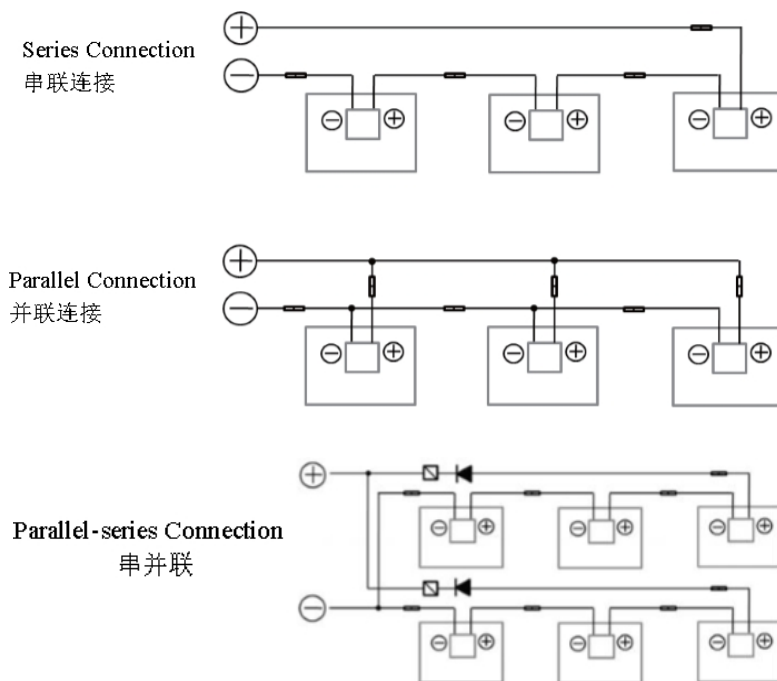 Series Connection
串联连接
Parallel Connection
并联连接
Parallel-series Connection
串并联